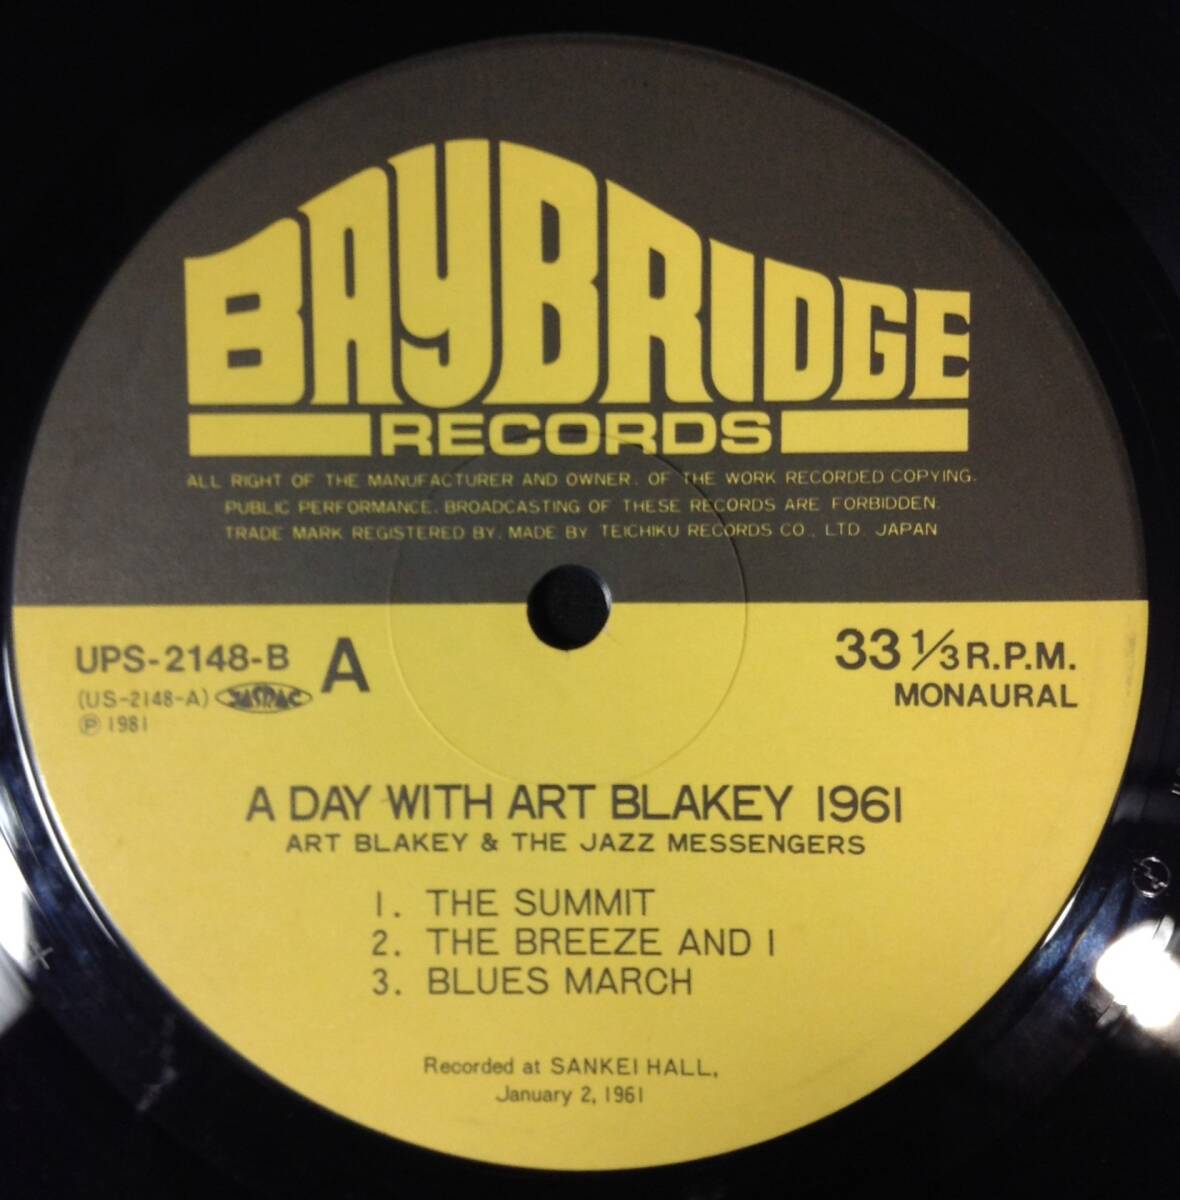 BAYBRIDGE
RECORDS
ALL RIGHT OF THE MANUFACTURER AND OWNER. OF THE WORK RECORDED COPYING.
PUBLIC PERFORMANCE. BROADCASTING OF THESE RECORDS ARE FORBIDDEN.
TRADE MARK REGISTERED BY. MADE BY TEICHIKU RECORDS CO., LTD. JAPAN
UPS-2148-B A 33 1/3 R.P.M.
(US-2148-A) JASRAC MONAURAL
Ⓟ 1981
A DAY WITH ART BLAKEY 1961
ART BLAKEY & THE JAZZ MESSENGERS
1. THE SUMMIT
2. THE BREEZE AND I
3. BLUES MARCH
Recorded at SANKEI HALL,
January 2, 1961